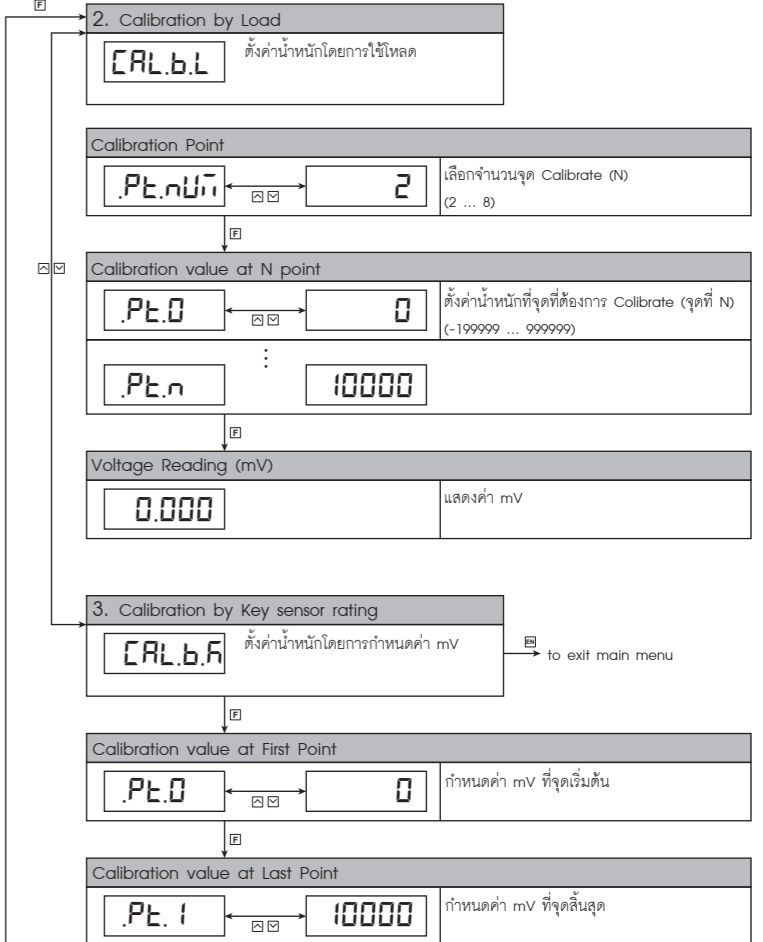 F
2. Calibration by Load
CAL.b.L
ตั้งค่าน้ำหนักโดยการใช้โหลด
Calibration Point
.Pt.nUm
2
เลือกจำนวนจุด Calibrate (N)
(2 ... 8)
F
Calibration value at N point
.Pt.0
0
ตั้งค่าน้ำหนักที่จุดที่ต้องการ Colibrate (จุดที่ N)
(-199999 ... 999999)
.Pt.n
10000
F
Voltage Reading (mV)
0.000
แสดงค่า mV
3. Calibration by Key sensor rating
CAL.b.K
ตั้งค่าน้ำหนักโดยการกำหนดค่า mV
EN
to exit main menu
F
Calibration value at First Point
.Pt.0
0
กำหนดค่า mV ที่จุดเริ่มต้น
F
Calibration value at Last Point
.Pt. 1
10000
กำหนดค่า mV ที่จุดสิ้นสุด